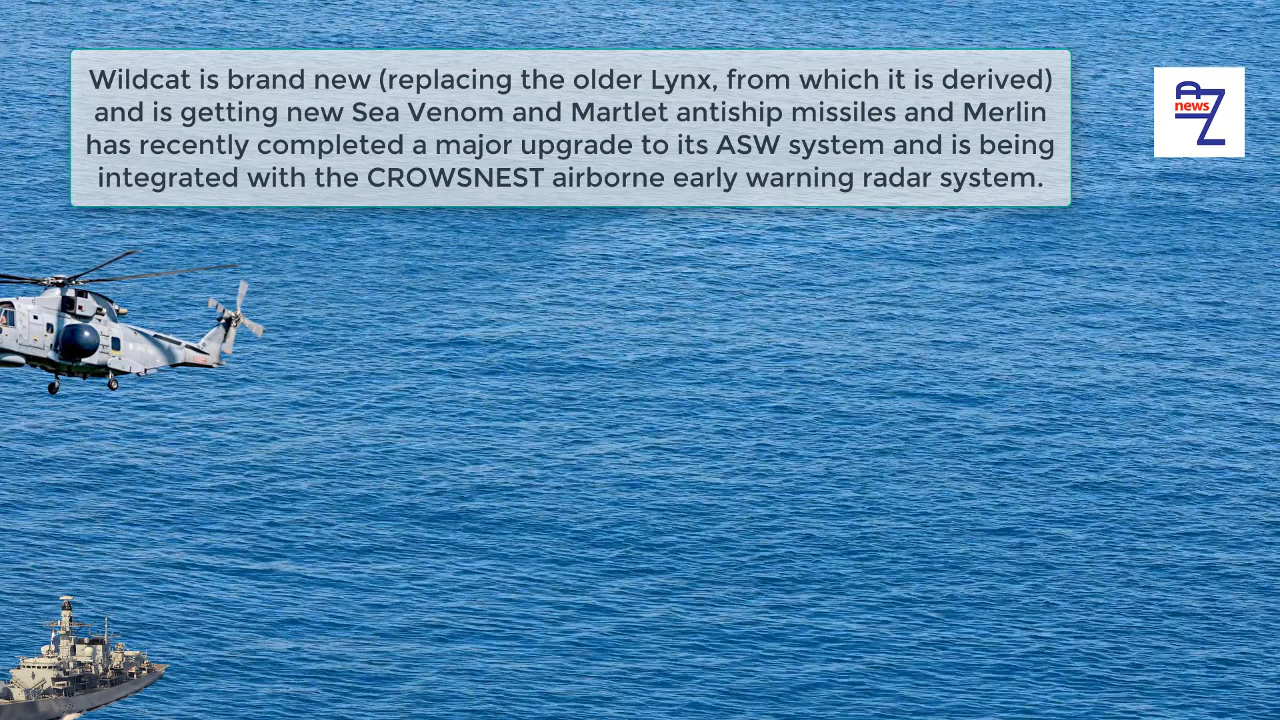 Wildcat is brand new (replacing the older Lynx, from which it is derived)
and is getting new Sea Venom and Martlet antiship missiles and Merlin
has recently completed a major upgrade to its ASW system and is being
integrated with the CROWSNEST airborne early warning radar system.
A
news
Z